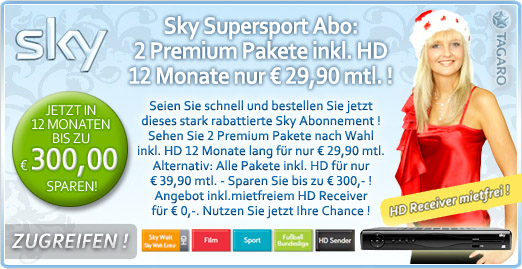 sky
Sky Supersport Abo:
2 Premium Pakete inkl. HD
12 Monate nur € 29,90 mtl. !
TAGARO
JETZT IN
12 MONATEN
BIS ZU
€ 300,00
SPAREN!
Seien Sie schnell und bestellen Sie jetzt
dieses stark rabattierte Sky Abonnement !
Sehen Sie 2 Premium Pakete nach Wahl
inkl. HD 12 Monate lang für nur € 29,90 mtl.
Alternativ: Alle Pakete inkl. HD für nur
€ 39,90 mtl. - Sparen Sie bis zu € 300,- !
Angebot inkl.mietfreiem HD Receiver
für € 0,-. Nutzen Sie jetzt Ihre Chance !
HD Receiver mietfrei !
ZUGREIFEN !
Sky Welt
Sky Welt Extra
Film
Sport
Fußball
Bundesliga
HD Sender
sky